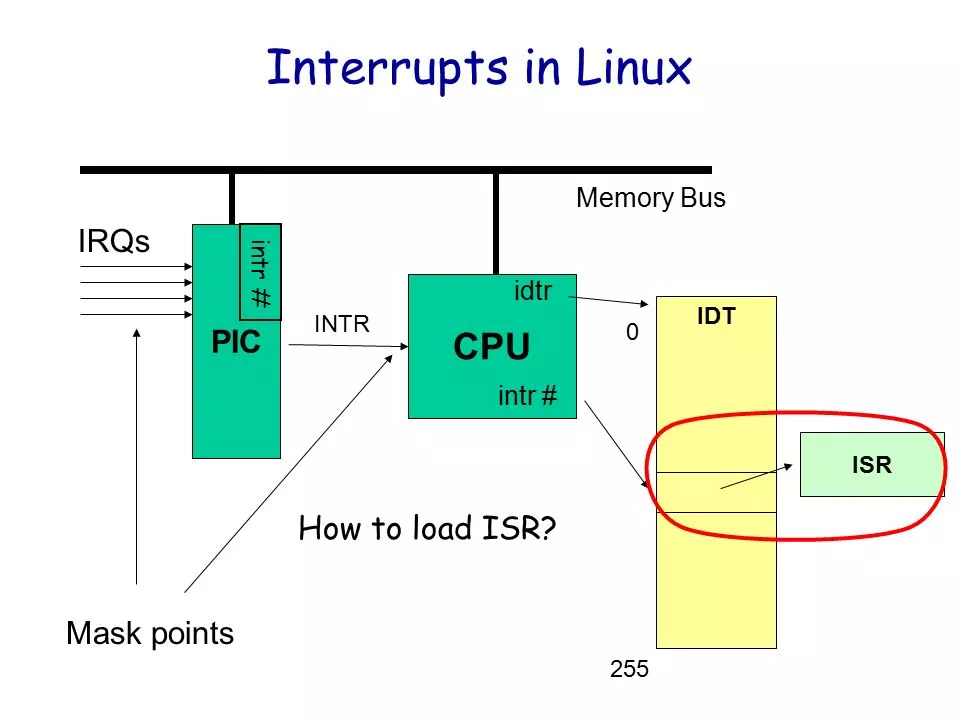 Interrupts in Linux
Memory Bus
IRQs
intr #
PIC
INTR
idtr
CPU
intr #
IDT
0
ISR
How to load ISR?
Mask points
255